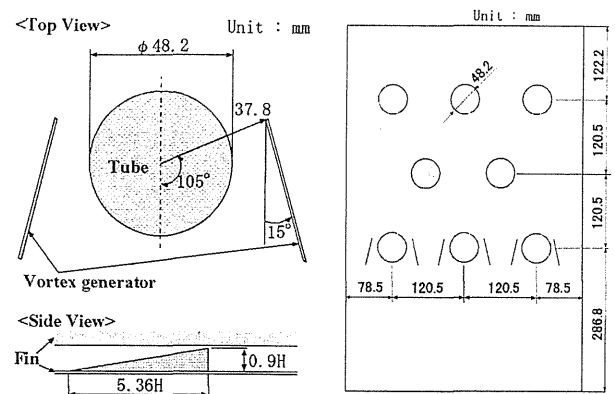 <Top View>
Unit : mm
φ48.2
37.8
Tube
105°
15°
Vortex generator
<Side View>
Fin
0.9H
5.36H
Unit : mm
48.2
122.2
120.5
120.5
78.5
120.5
120.5
78.5
286.8